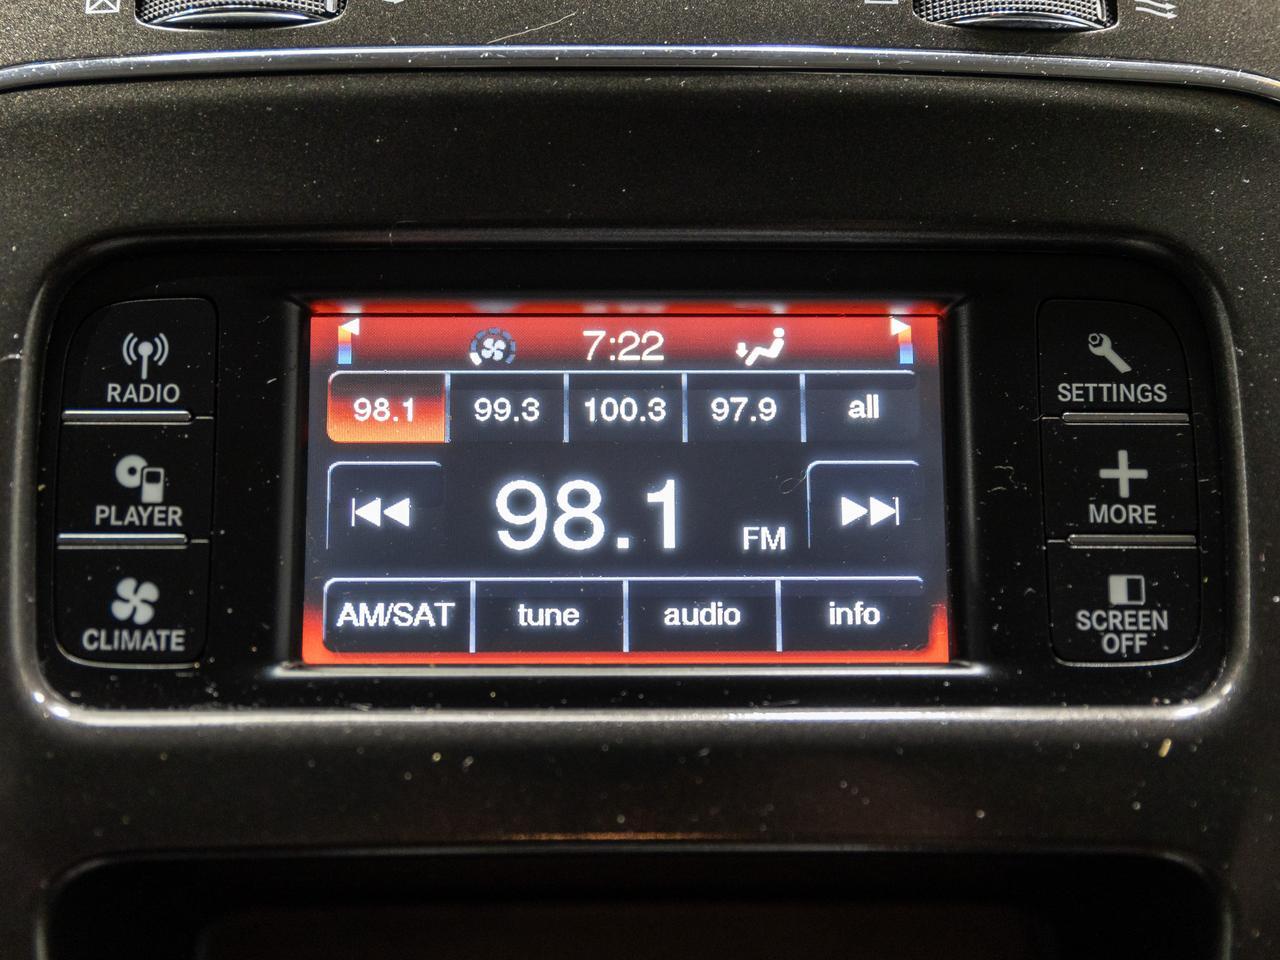 7:22
98.1 99.3 100.3 97.9 all
98.1 FM
AM/SAT tune audio info
RADIO
PLAYER
CLIMATE
SETTINGS
MORE
SCREEN
OFF